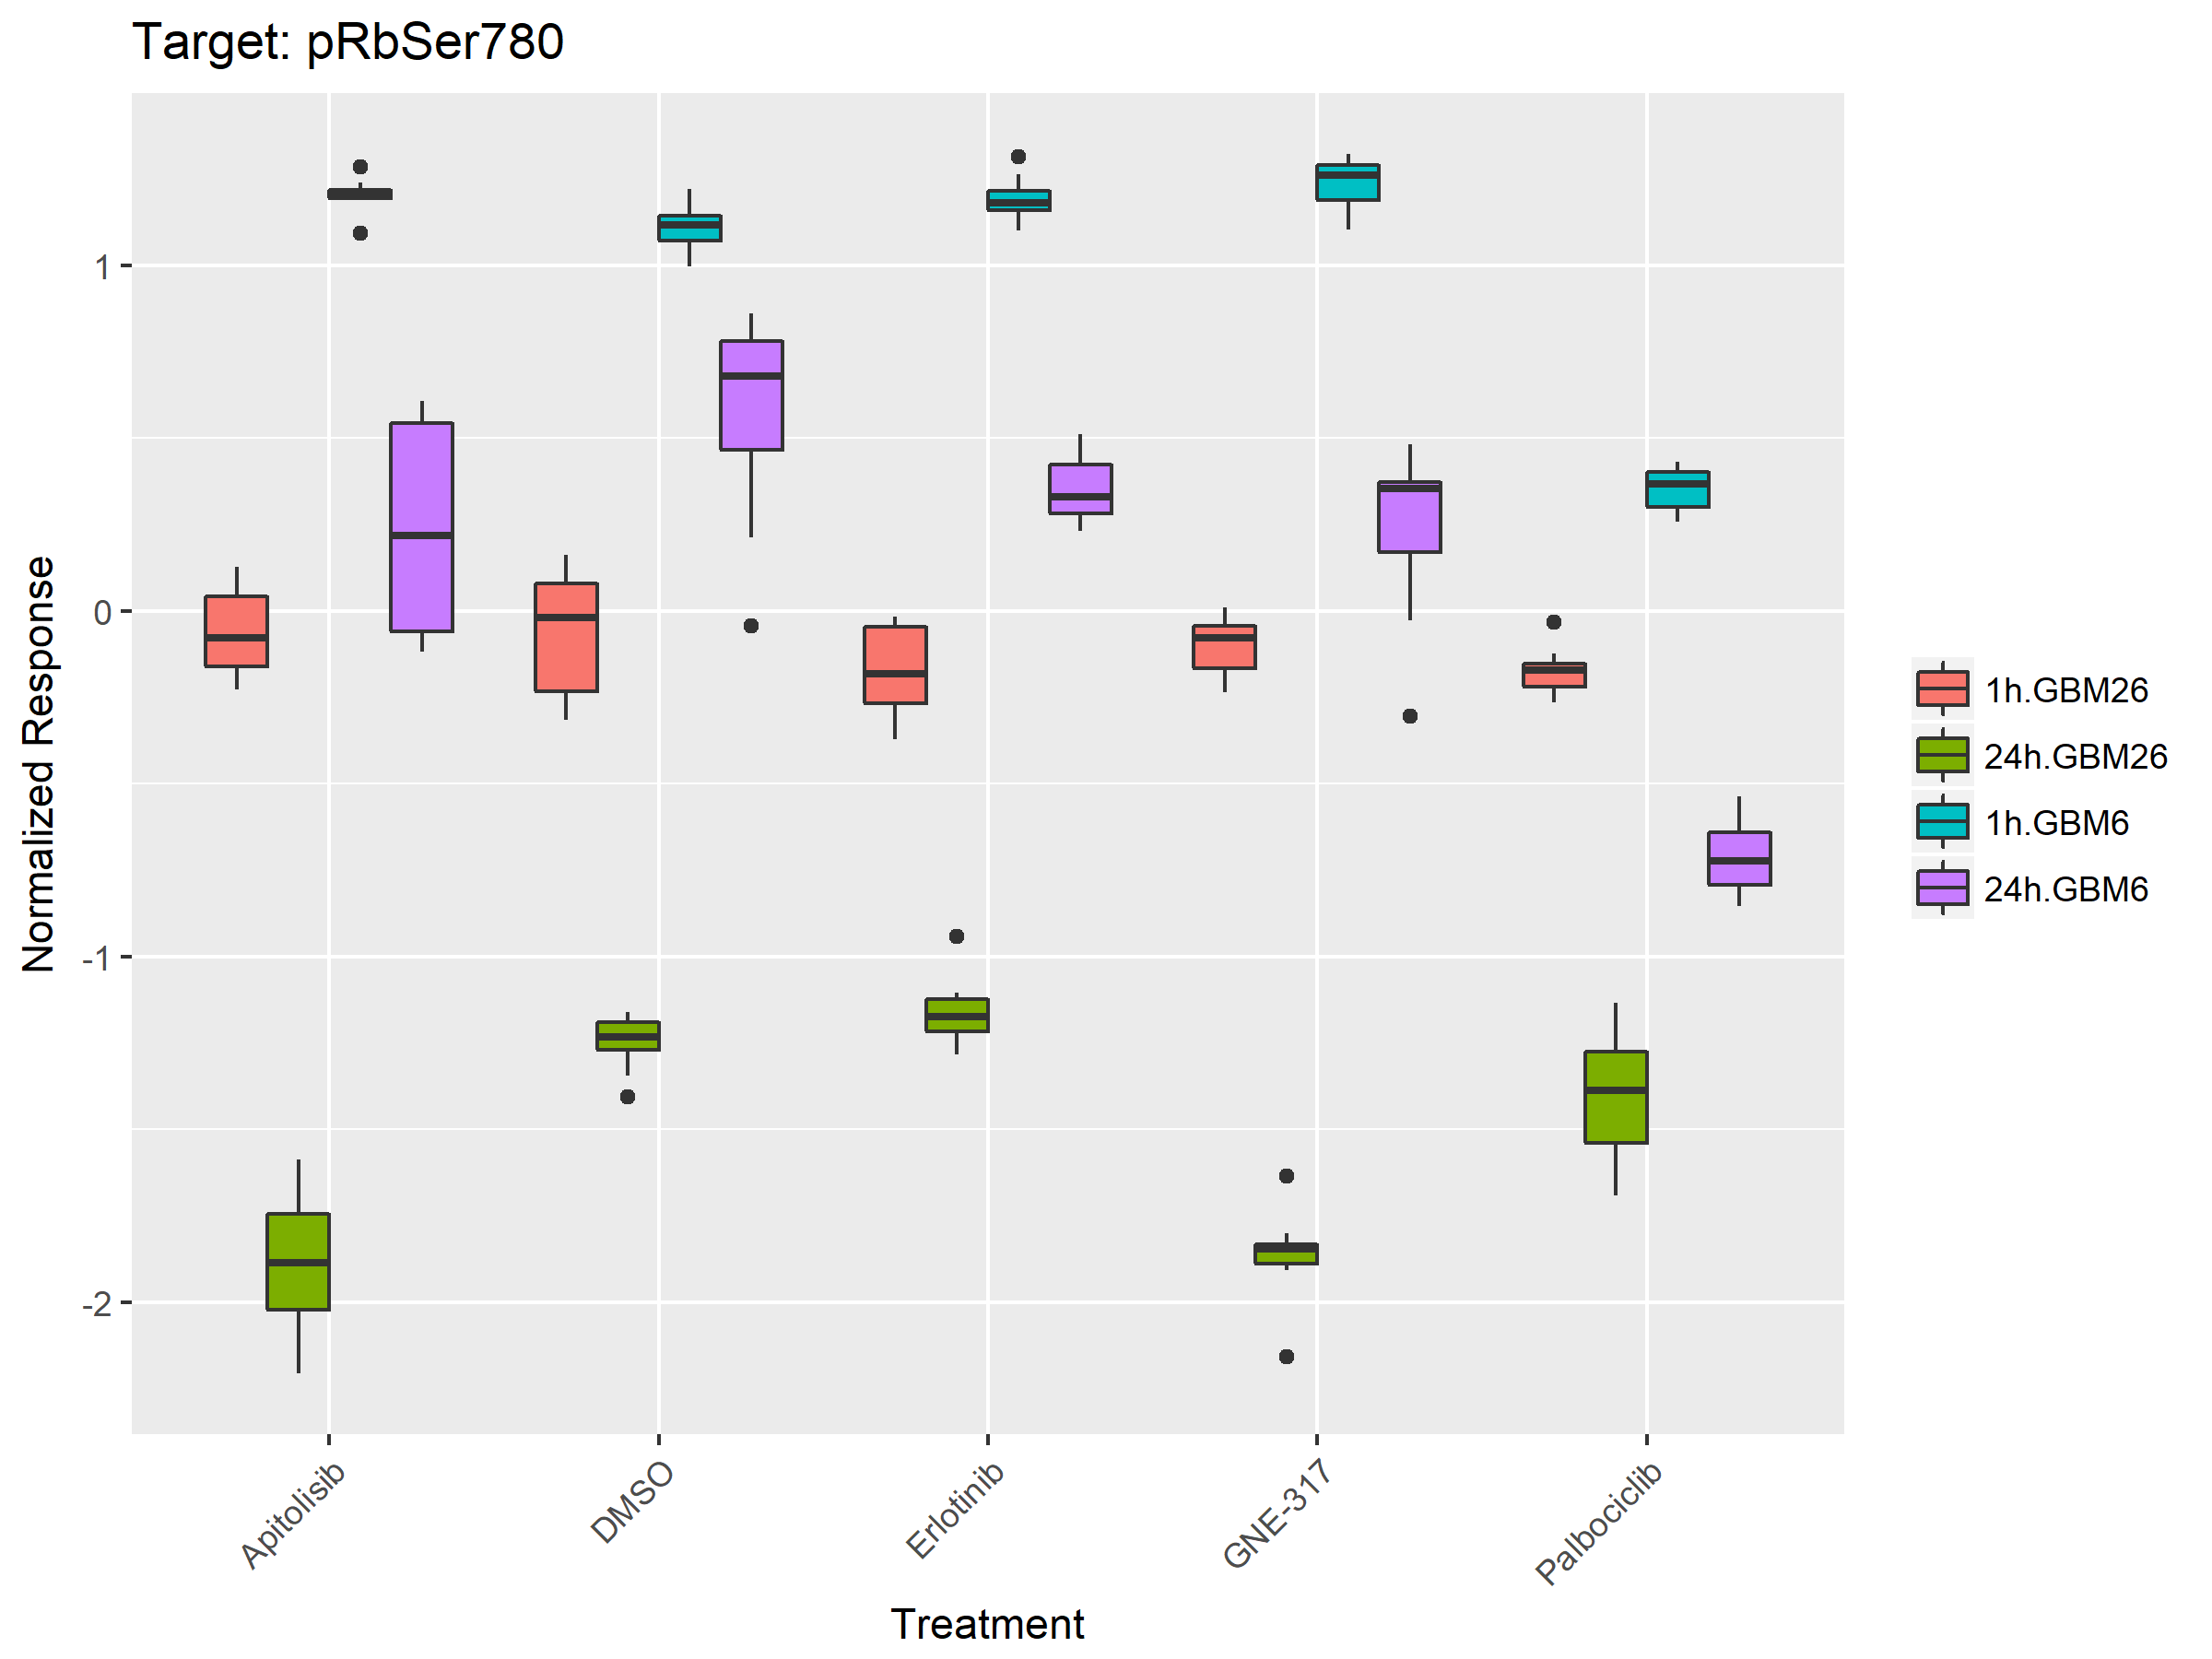 Target: pRbSer780
Normalized Response
1
0
-1
-2
Apitolisib
DMSO
Erlotinib
GNE-317
Palbociclib
Treatment
1h.GBM26
24h.GBM26
1h.GBM6
24h.GBM6